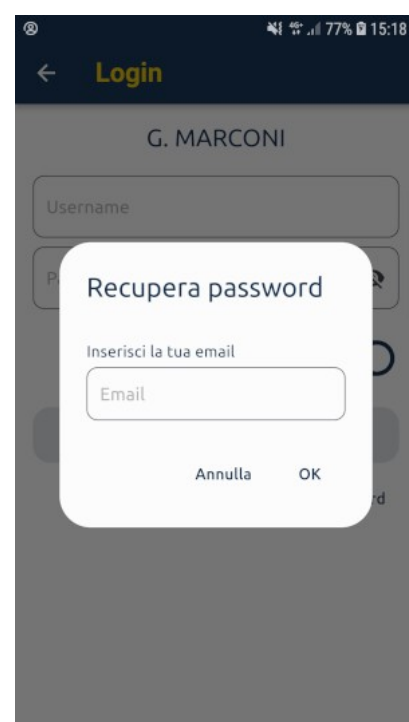 77% 15:18
Login
G. MARCONI
Username
Recupera password
Inserisci la tua email
Email
Annulla OK